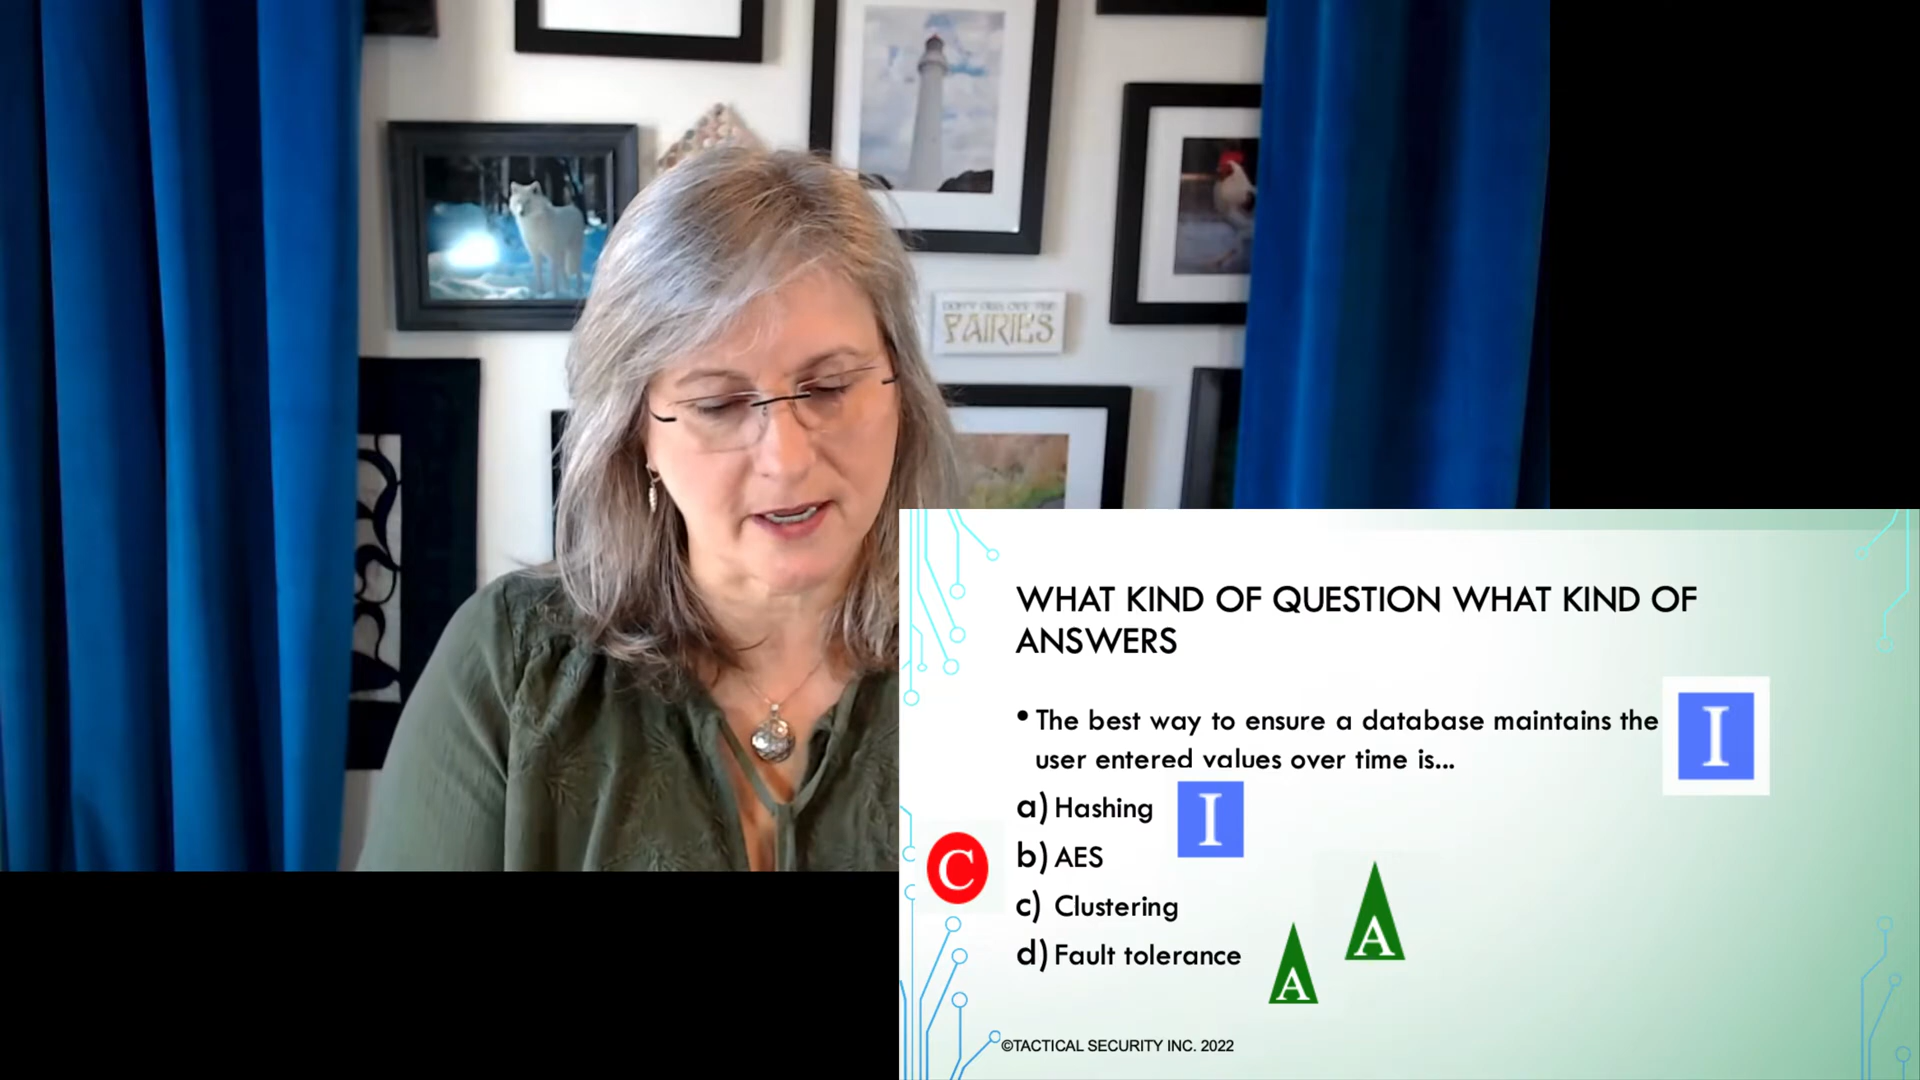 FAIRIES
WHAT KIND OF QUESTION WHAT KIND OF
ANSWERS
• The best way to ensure a database maintains the
user entered values over time is...
I
a) Hashing
I
b) AES
C
c) Clustering
A
d) Fault tolerance
A
©TACTICAL SECURITY INC. 2022